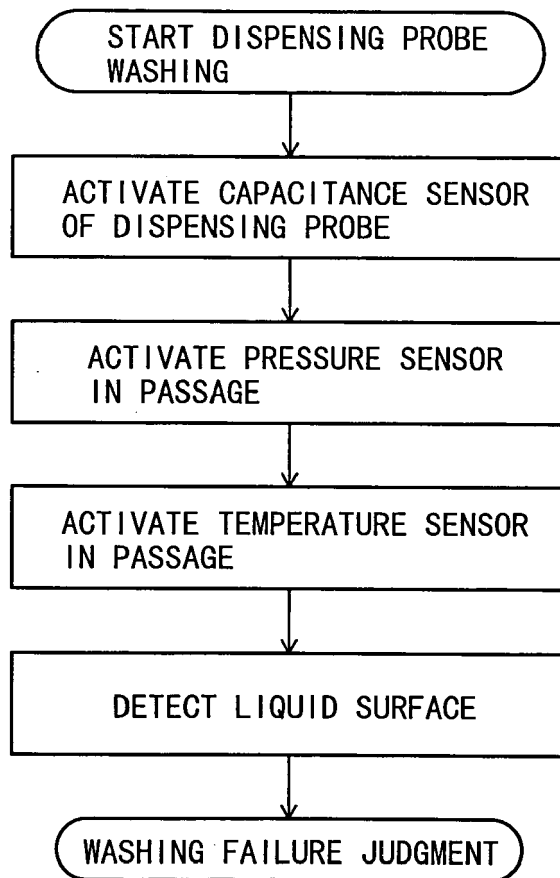 START DISPENSING PROBE
WASHING
ACTIVATE CAPACITANCE SENSOR
OF DISPENSING PROBE
ACTIVATE PRESSURE SENSOR
IN PASSAGE
ACTIVATE TEMPERATURE SENSOR
IN PASSAGE
DETECT LIQUID SURFACE
WASHING FAILURE JUDGMENT